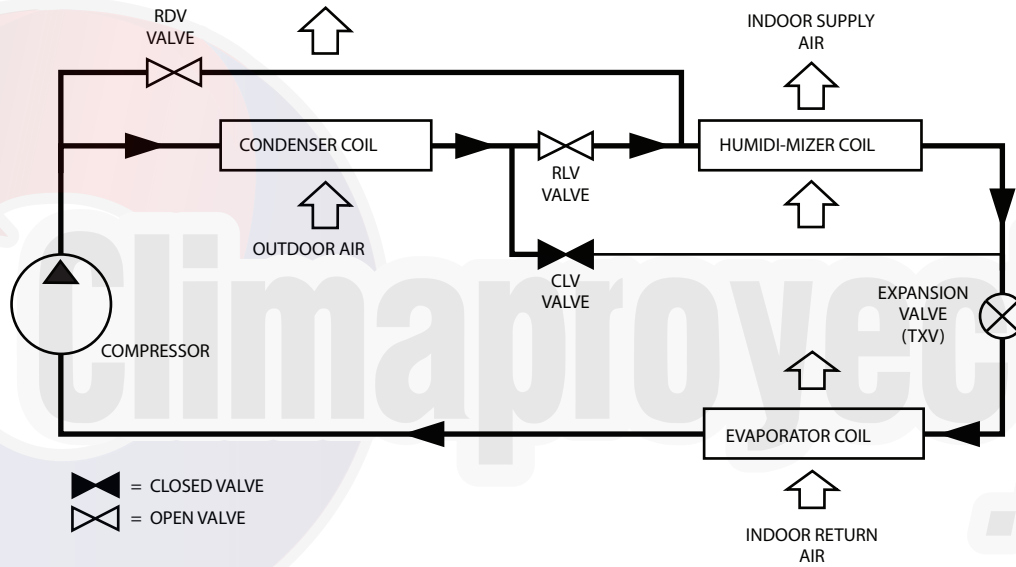 RDV
VALVE
INDOOR SUPPLY
AIR
CONDENSER COIL
HUMIDI-MIZER COIL
RLV
VALVE
OUTDOOR AIR
CLV
VALVE
EXPANSION
VALVE
(TXV)
COMPRESSOR
Climaproyec
EVAPORATOR COIL
= CLOSED VALVE
= OPEN VALVE
INDOOR RETURN
AIR